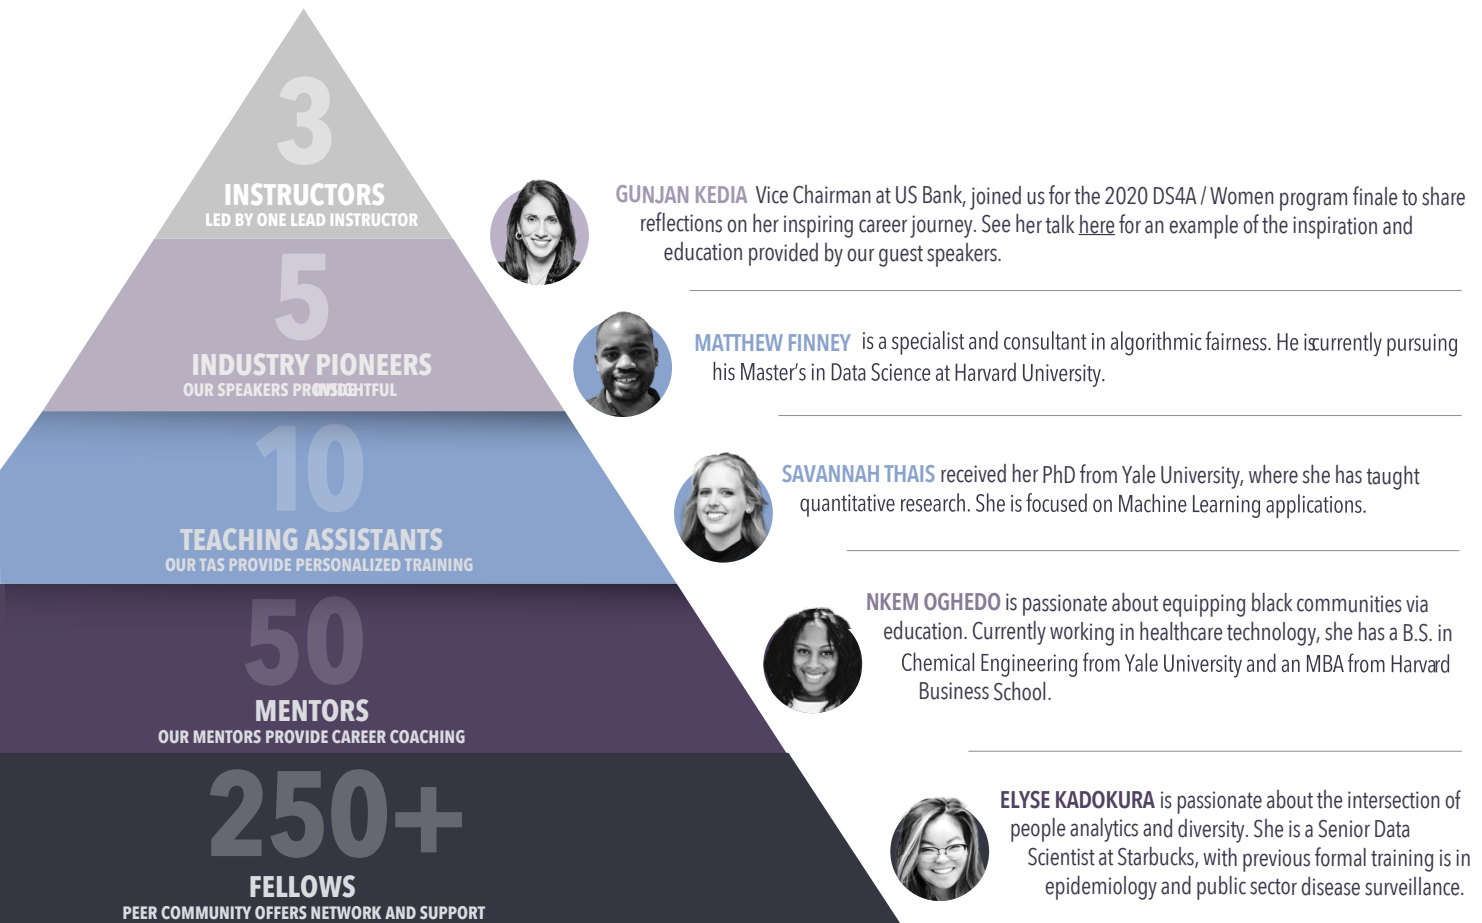 3
INSTRUCTORS
LED BY ONE LEAD INSTRUCTOR
5
INDUSTRY PIONEERS
OUR SPEAKERS PROVIDE INSIGHTFUL
10
TEACHING ASSISTANTS
OUR TAS PROVIDE PERSONALIZED TRAINING
50
MENTORS
OUR MENTORS PROVIDE CAREER COACHING
250+
FELLOWS
PEER COMMUNITY OFFERS NETWORK AND SUPPORT
GUNJAN KEDIA Vice Chairman at US Bank, joined us for the 2020 DS4A / Women program finale to share
reflections on her inspiring career journey. See her talk here for an example of the inspiration and
education provided by our guest speakers.
MATTHEW FINNEY is a specialist and consultant in algorithmic fairness. He is currently pursuing
his Master's in Data Science at Harvard University.
SAVANNAH THAIS received her PhD from Yale University, where she has taught
quantitative research. She is focused on Machine Learning applications.
NKEM OGHEDO is passionate about equipping black communities via
education. Currently working in healthcare technology, she has a B.S. in
Chemical Engineering from Yale University and an MBA from Harvard
Business School.
ELYSE KADOKURA is passionate about the intersection of
people analytics and diversity. She is a Senior Data
Scientist at Starbucks, with previous formal training is in
epidemiology and public sector disease surveillance.